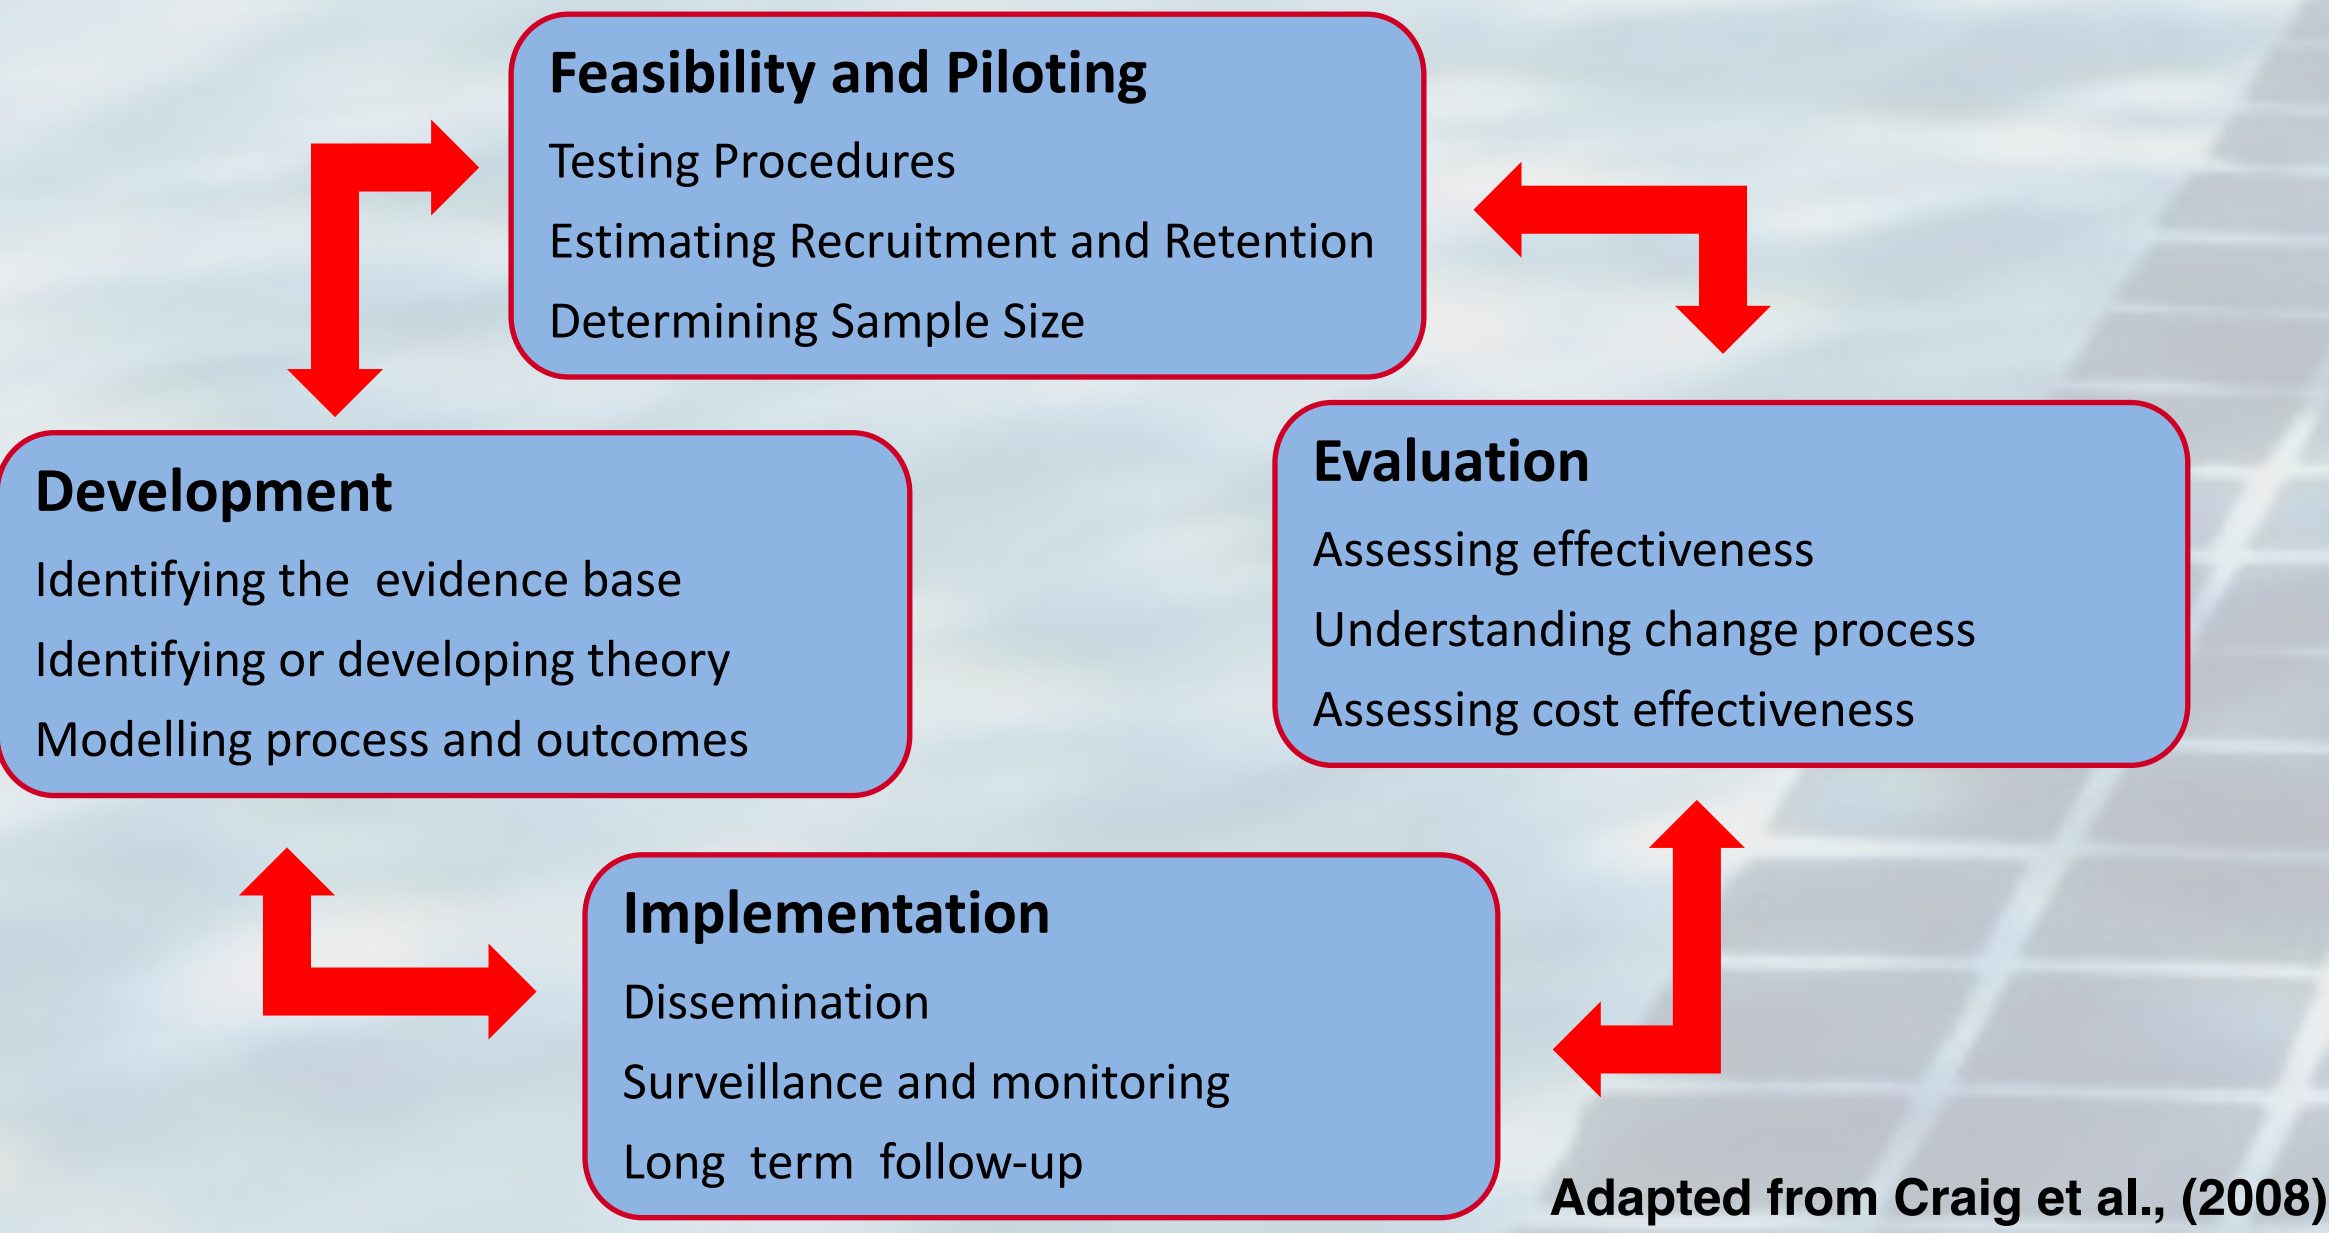 Feasibility and Piloting
Testing Procedures
Estimating Recruitment and Retention
Determining Sample Size
Development
Identifying the  evidence base
Identifying or developing theory
Modelling process and outcomes
Evaluation
Assessing effectiveness
Understanding change process
Assessing cost effectiveness
Implementation
Dissemination
Surveillance and monitoring
Long  term  follow-up
Adapted from Craig et al., (2008)